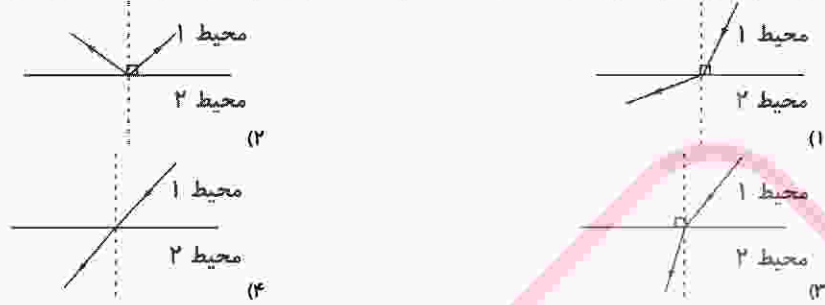 محیط ۱
محیط ۲
(۱
محیط ۱
محیط ۲
(۲
محیط ۱
محیط ۲
(۳
محیط ۱
محیط ۲
(۴